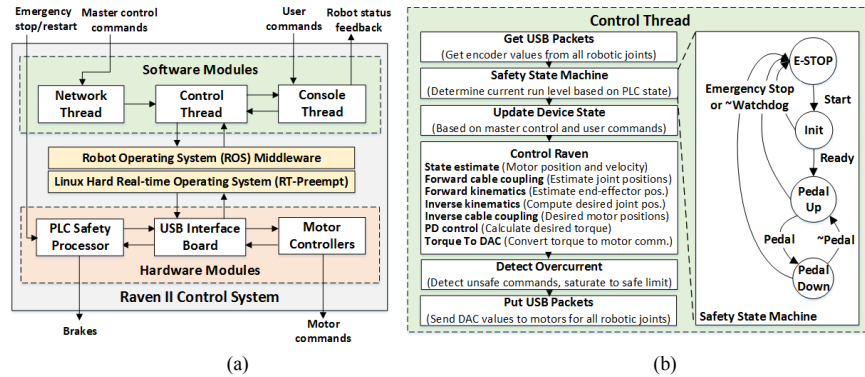 Emergency
stop/restart
Master control
commands
User
commands
Robot status
feedback
Software Modules
Network
Thread
Control
Thread
Console
Thread
Robot Operating System (ROS) Middleware
Linux Hard Real-time Operating System (RT-Preempt)
PLC Safety
Processor
USB Interface
Board
Motor
Controllers
Hardware Modules
Raven II Control System
Brakes
Motor
commands
(a)
Control Thread
Get USB Packets
(Get encoder values from all robotic joints)
Safety State Machine
(Determine current run level based on PLC state)
Update Device State
(Based on master control and user commands)
Control Raven
State estimate (Motor position and velocity)
Forward cable coupling (Estimate joint positions)
Forward kinematics (Estimate end-effector pos.)
Inverse kinematics (Compute desired joint pos.)
Inverse cable coupling (Desired motor positions)
PD control (Calculate desired torque)
Torque To DAC (Convert torque to motor comm.)
Detect Overcurrent
(Detect unsafe commands, saturate to safe limit)
Put USB Packets
(Send DAC values to motors for all robotic joints)
E-STOP
Emergency Stop
or ~Watchdog
Start
Init
Ready
Pedal
Up
Pedal
~Pedal
Pedal
Down
Safety State Machine
(b)